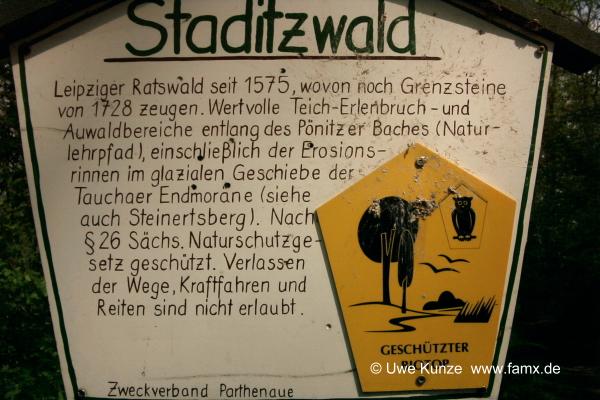 Staditzwald
Leipziger Ratswald seit 1575, wovon noch Grenzsteine
von 1728 zeugen. Wertvolle Teich-Erlenbruch-und
Auwaldbereiche entlang des Pönitzer Baches (Natur-
lehrpfad), einschließlich der Erosions-
rinnen im glazialen Geschiebe der
Tauchaer Endmoräne (siehe
auch Steinertsberg). Nach
§26 Sächs. Naturschutzge-
setz geschützt. Verlassen
der Wege, Kraftfahren und
Reiten sind nicht erlaubt.
Zweckverband Parthenaue
GESCHÜTZTER
BIOTOP
© Uwe Kunze www.famx.de